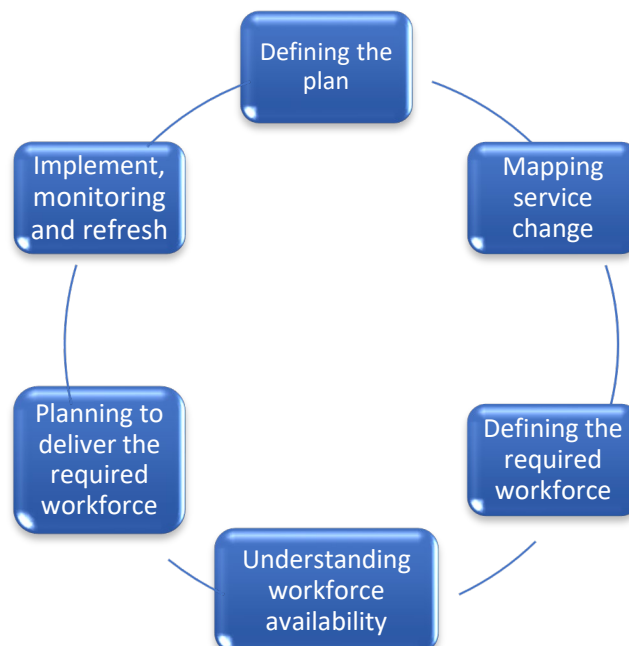 Defining the
plan
Mapping
service
change
Defining the
required
workforce
Understanding
workforce
availability
Planning to
deliver the
required
workforce
Implement,
monitoring
and refresh